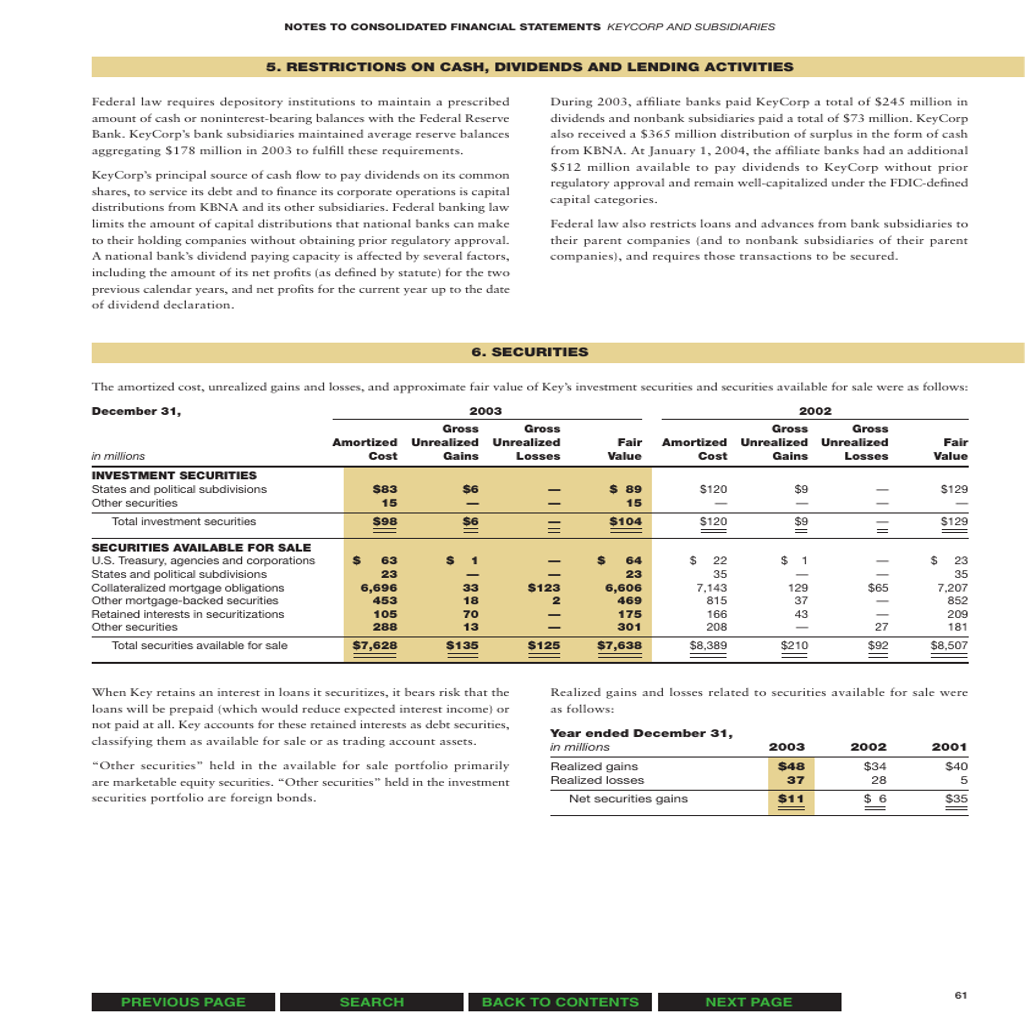 NOTES TO CONSOLIDATED FINANCIAL STATEMENTS KEYCORP AND SUBSIDIARIES
5. RESTRICTIONS ON CASH, DIVIDENDS AND LENDING ACTIVITIES
Federal law requires depository institutions to maintain a prescribed
amount of cash or noninterest-bearing balances with the Federal Reserve
Bank. KeyCorp's bank subsidiaries maintained average reserve balances
aggregating $178 million in 2003 to fulfill these requirements.
KeyCorp's principal source of cash flow to pay dividends on its common
shares, to service its debt and to finance its corporate operations is capital
distributions from KBNA and its other subsidiaries. Federal banking law
limits the amount of capital distributions that national banks can make
to their holding companies without obtaining prior regulatory approval.
A national bank's dividend paying capacity is affected by several factors,
including the amount of its net profits (as defined by statute) for the two
previous calendar years, and net profits for the current year up to the date
of dividend declaration.
During 2003, affiliate banks paid KeyCorp a total of $245 million in
dividends and nonbank subsidiaries paid a total of $73 million. KeyCorp
also received a $365 million distribution of surplus in the form of cash
from KBNA. At January 1, 2004, the affiliate banks had an additional
$512 million available to pay dividends to KeyCorp without prior
regulatory approval and remain well-capitalized under the FDIC-defined
capital categories.
Federal law also restricts loans and advances from bank subsidiaries to
their parent companies (and to nonbank subsidiaries of their parent
companies), and requires those transactions to be secured.
6. SECURITIES
The amortized cost, unrealized gains and losses, and approximate fair value of Key's investment securities and securities available for sale were as follows:
December 31, 2003 2002
Gross Gross Gross Gross
Amortized Unrealized Unrealized Fair Amortized Unrealized Unrealized Fair
in millions Cost Gains Losses Value Cost Gains Losses Value
INVESTMENT SECURITIES
States and political subdivisions $83 $6 — $ 89 $120 $9 — $129
Other securities 15 — — 15 — — — —
Total investment securities $98 $6 — $104 $120 $9 — $129
SECURITIES AVAILABLE FOR SALE
U.S. Treasury, agencies and corporations $ 63 $ 1 — $ 64 $ 22 $ 1 — $ 23
States and political subdivisions 23 — — 23 35 — — 35
Collateralized mortgage obligations 6,696 33 $123 6,606 7,143 129 $65 7,207
Other mortgage-backed securities 453 18 2 469 815 37 — 852
Retained interests in securitizations 105 70 — 175 166 43 — 209
Other securities 288 13 — 301 208 — 27 181
Total securities available for sale $7,628 $135 $125 $7,638 $8,389 $210 $92 $8,507
When Key retains an interest in loans it securitizes, it bears risk that the
loans will be prepaid (which would reduce expected interest income) or
not paid at all. Key accounts for these retained interests as debt securities,
classifying them as available for sale or as trading account assets.
"Other securities" held in the available for sale portfolio primarily
are marketable equity securities. "Other securities" held in the investment
securities portfolio are foreign bonds.
Realized gains and losses related to securities available for sale were
as follows:
Year ended December 31,
in millions 2003 2002 2001
Realized gains $48 $34 $40
Realized losses 37 28 5
Net securities gains $11 $ 6 $35
PREVIOUS PAGE SEARCH BACK TO CONTENTS NEXT PAGE
61